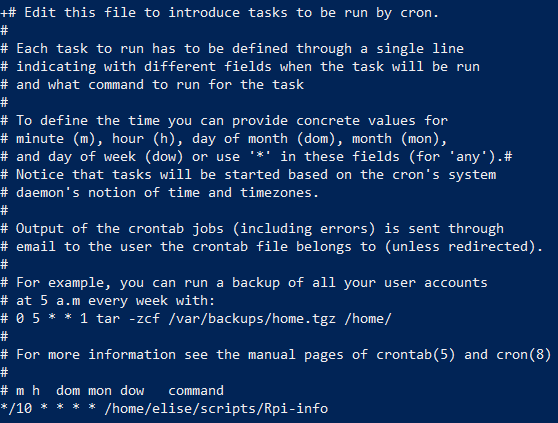 +# Edit this file to introduce tasks to be run by cron.
#
# Each task to run has to be defined through a single line
# indicating with different fields when the task will be run
# and what command to run for the task
#
# To define the time you can provide concrete values for
# minute (m), hour (h), day of month (dom), month (mon),
# and day of week (dow) or use '*' in these fields (for 'any').#
# Notice that tasks will be started based on the cron's system
# daemon's notion of time and timezones.
#
# Output of the crontab jobs (including errors) is sent through
# email to the user the crontab file belongs to (unless redirected).
#
# For example, you can run a backup of all your user accounts
# at 5 a.m every week with:
# 0 5 * * 1 tar -zcf /var/backups/home.tgz /home/
#
# For more information see the manual pages of crontab(5) and cron(8)
#
# m h  dom mon dow   command
*/10 * * * * /home/elise/scripts/Rpi-info